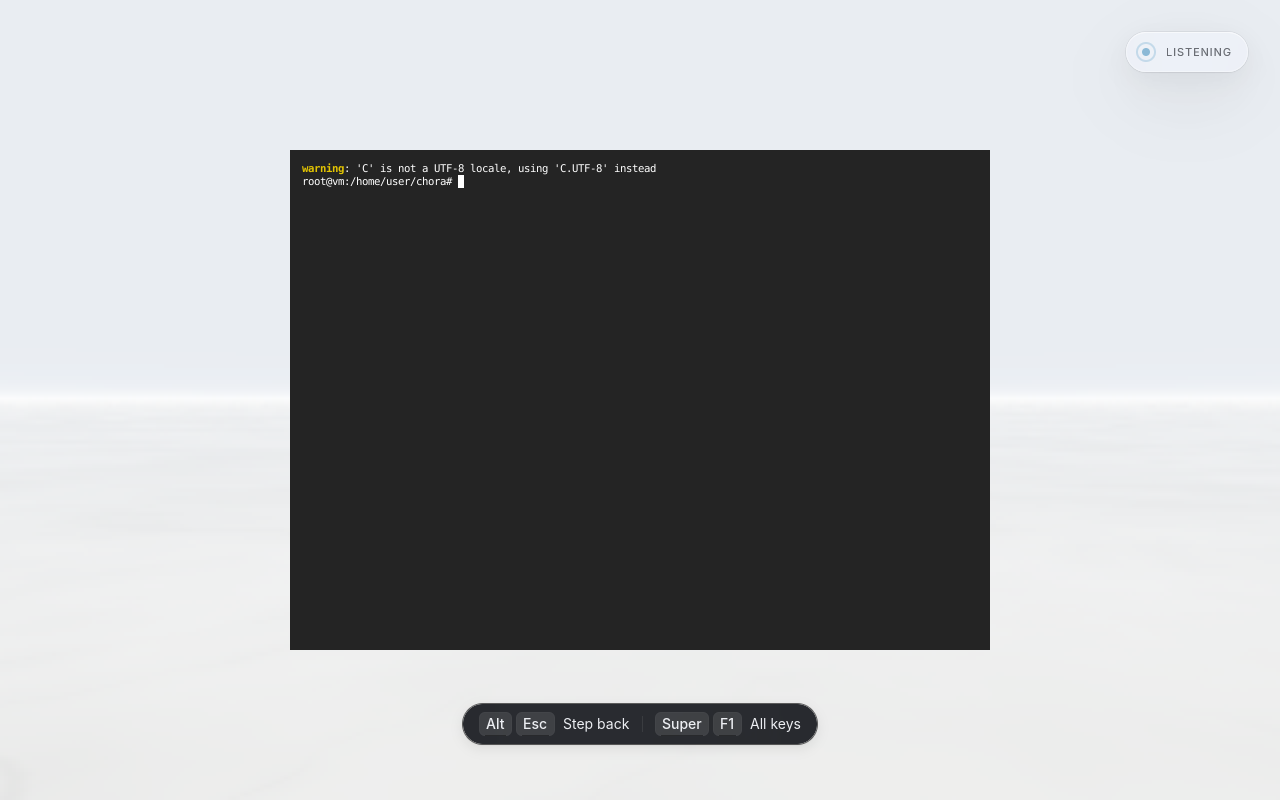 LISTENING
warning: 'C' is not a UTF-8 locale, using 'C.UTF-8' instead
root@vm:/home/user/chora#
Alt Esc Step back Super F1 All keys